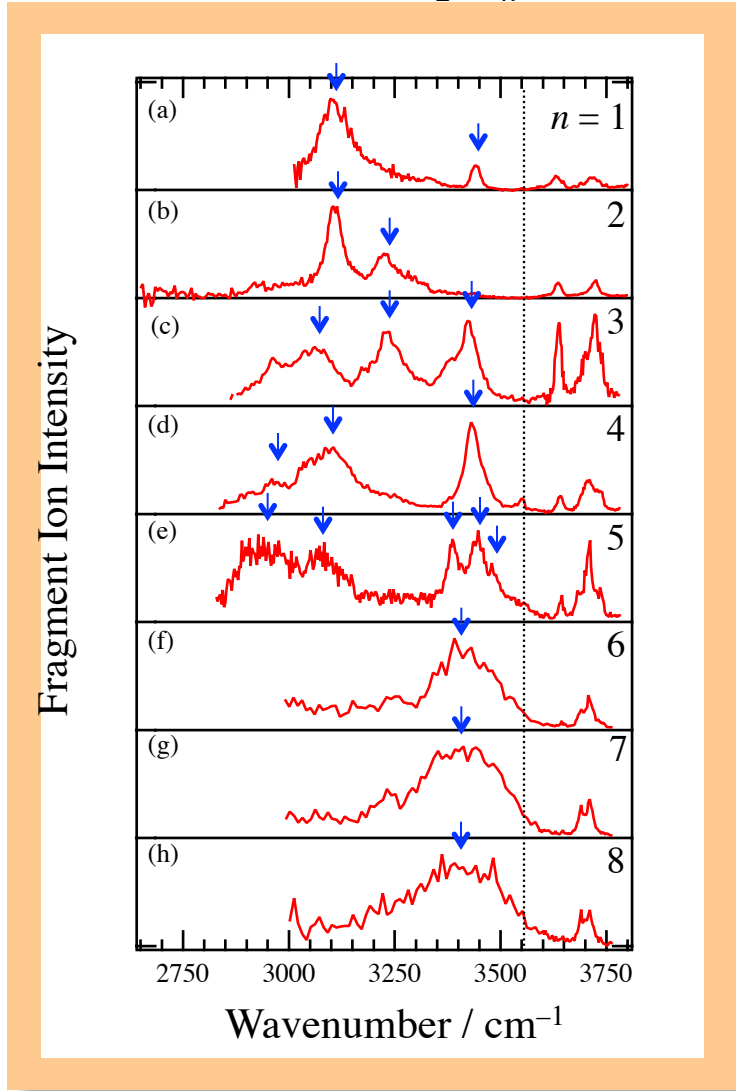 (a)
n = 1
(b)
2
(c)
3
(d)
4
(e)
5
(f)
6
(g)
7
(h)
8
Fragment Ion Intensity
2750 3000 3250 3500 3750
Wavenumber / cm⁻¹